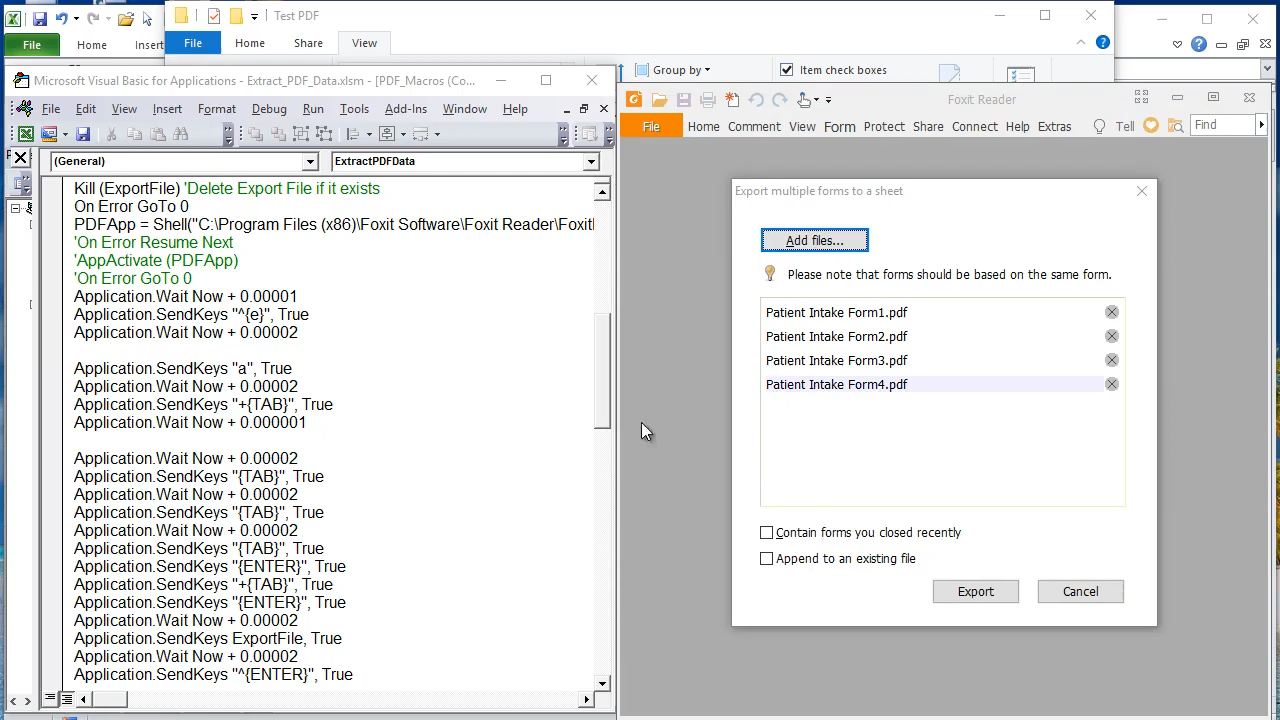 Test PDF
File
Home
Share
View
File
Home
Insert
Group by
Item check boxes
Microsoft Visual Basic for Applications - Extract_PDF_Data.xlsm - [PDF_Macros (Co...
File Edit View Insert Format Debug Run Tools Add-Ins Window Help
(General)
ExtractPDFData
Kill (ExportFile) 'Delete Export File if it exists
On Error GoTo 0
PDFApp = Shell("C:\Program Files (x86)\Foxit Software\Foxit Reader\Foxit
'On Error Resume Next
'AppActivate (PDFApp)
'On Error GoTo 0
Application.Wait Now + 0.00001
Application.SendKeys "^{e}", True
Application.Wait Now + 0.00002
Application.SendKeys "a", True
Application.Wait Now + 0.00002
Application.SendKeys "+{TAB}", True
Application.Wait Now + 0.000001
Application.Wait Now + 0.00002
Application.SendKeys "{TAB}", True
Application.Wait Now + 0.00002
Application.SendKeys "{TAB}", True
Application.Wait Now + 0.00002
Application.SendKeys "{TAB}", True
Application.SendKeys "{ENTER}", True
Application.SendKeys "+{TAB}", True
Application.SendKeys "{ENTER}", True
Application.Wait Now + 0.00002
Application.SendKeys ExportFile, True
Application.Wait Now + 0.00002
Application.SendKeys "^{ENTER}", True
Foxit Reader
File Home Comment View Form Protect Share Connect Help Extras
Tell
Find
Export multiple forms to a sheet
Add files...
Please note that forms should be based on the same form.
Patient Intake Form1.pdf
Patient Intake Form2.pdf
Patient Intake Form3.pdf
Patient Intake Form4.pdf
Contain forms you closed recently
Append to an existing file
Export
Cancel